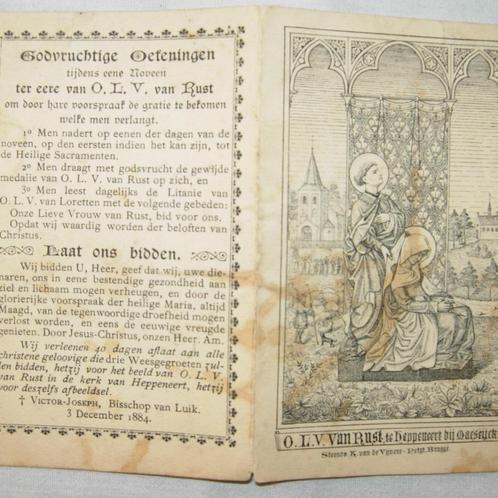 Godvruchtige Oefeningen
tijdens eene Noveen
ter eere van O. L. V. van Rust
om door hare voorspraak de gratie te bekomen
welke men verlangt.
1º Men nadert op eenen der dagen van de
noveen, op den eersten indien het kan zijn, tot
de Heilige Sacramenten.
2º Men draagt met godsvrucht de gewijde
medalie van O. L. V. van Rust op zich, en
3º Men leest dagelijks de Litanie van
O. L. V. van Loretten met de volgende gebeden:
Onze Lieve Vrouw van Rust, bid voor ons.
Opdat wij waardig worden der beloften van
Christus.
Laat ons bidden.
Wij bidden U, Heer, geef dat wij, uwe die-
naren, ons in eene bestendige gezondheid aan
ziel en lichaam mogen verheugen, en door de
glorierijke voorspraak der heilige Maria, altijd
Maagd, van de tegenwoordige droefheid mogen
verlost worden, en eens de eeuwige vreugde
genieten. Door Jesus-Christus, onzen Heer. Am.
Wij verleenen 40 dagen aflaat aan alle
christene geloovige die drie Weesgegroeten zul-
len bidden, hetzij voor het beeld van O. L. V.
van Rust in de kerk van Heppeneert, hetzij
voor deszelfs afbeeldsel.
† Victor-Joseph, Bisschop van Luik.
3 December 1884.
O. L. V. van Rust, te Heppeneert bij Maeseyck
Steendr. K. van de Vyvere-Petyt, Brugge